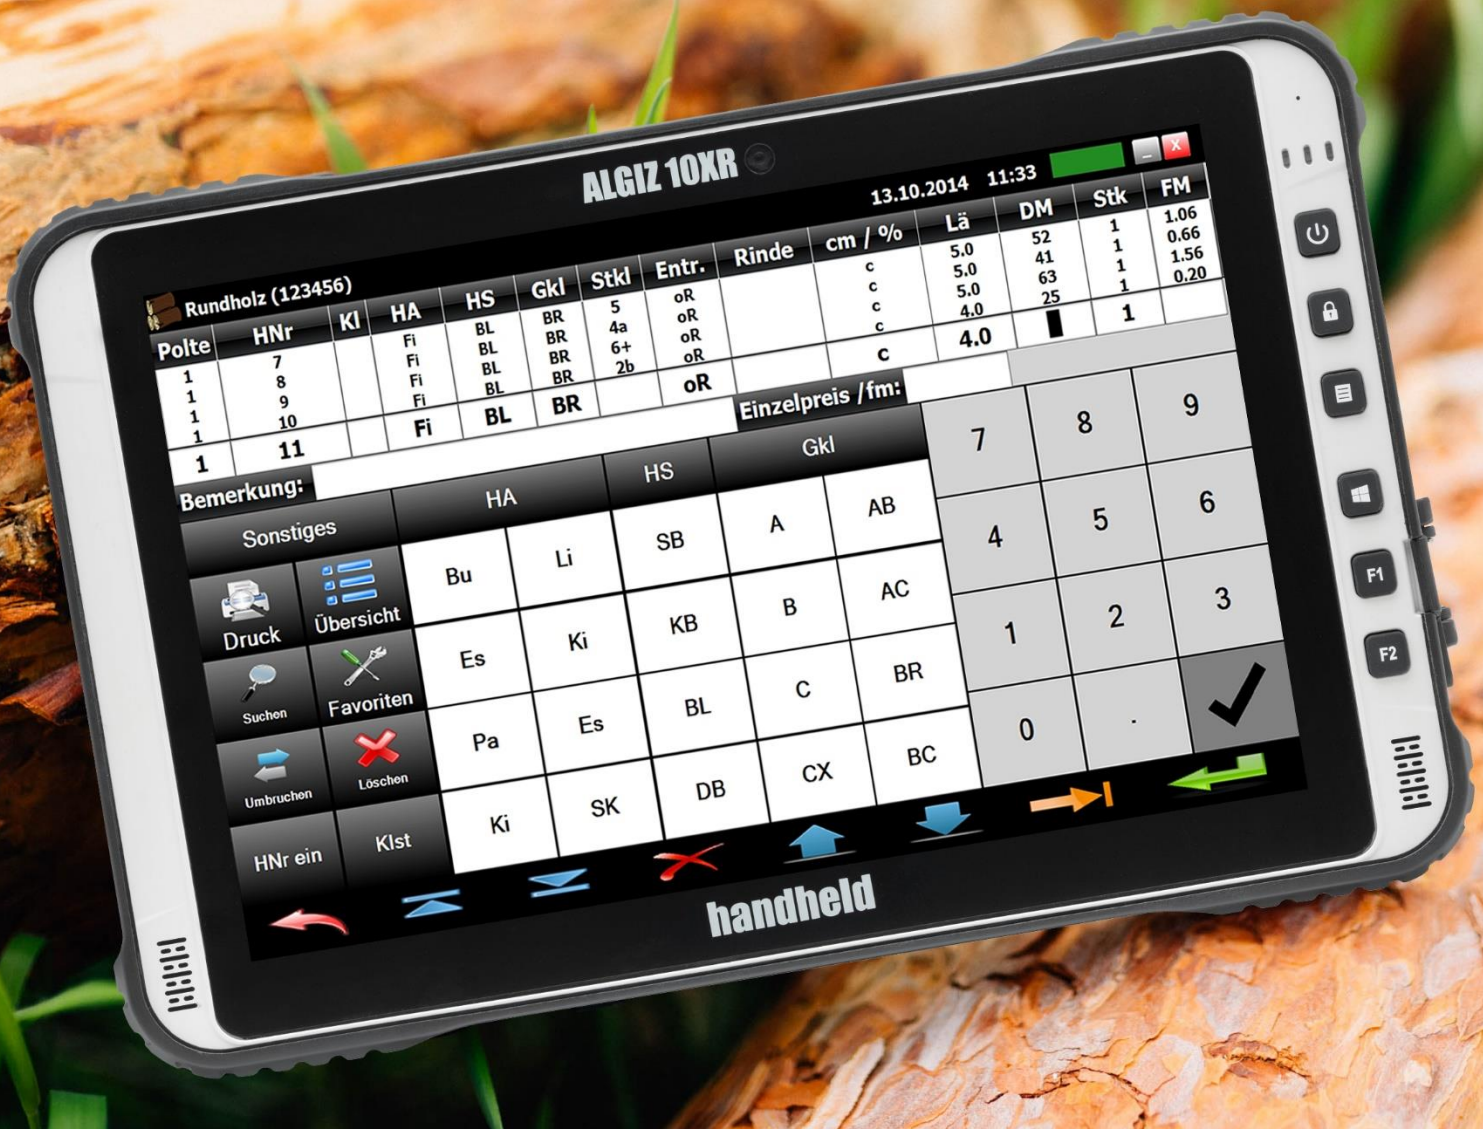 ALGIZ 10XR
13.10.2014 11:33 _ X
Rundholz (123456)
Polte HNr Kl HA HS Gkl Stkl Entr. Rinde cm / % Lä DM Stk FM
1 7 Fi BL BR 5 oR c 5.0 52 1 1.06
1 8 Fi BL BR 4a oR c 5.0 41 1 0.66
1 9 Fi BL BR 6+ oR c 5.0 63 1 1.56
1 10 Fi BL BR 2b oR c 4.0 25 1 0.20
1 11 Fi BL BR oR c 4.0 1
Bemerkung: Einzelpreis /fm:
Sonstiges HA HS Gkl
Druck Übersicht Bu Li SB A AB 7 8 9
Suchen Favoriten Es Ki KB B AC 4 5 6
Umbruchen Löschen Pa Es BL C BR 1 2 3
HNr ein Klst Ki SK DB CX BC 0 .
handheld
F1
F2